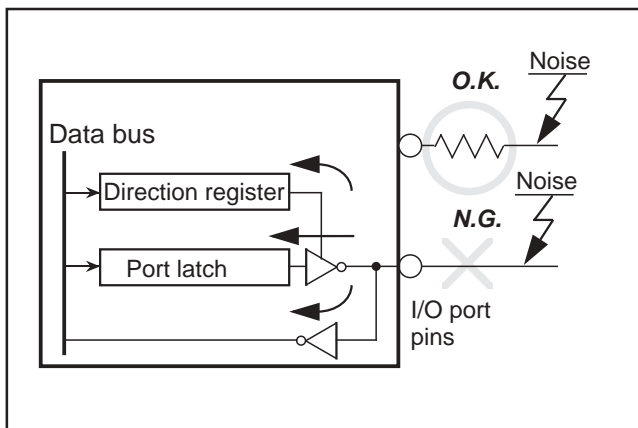 Noise
O.K.
Data bus
Direction register
Noise
N.G.
Port latch
I/O port
pins